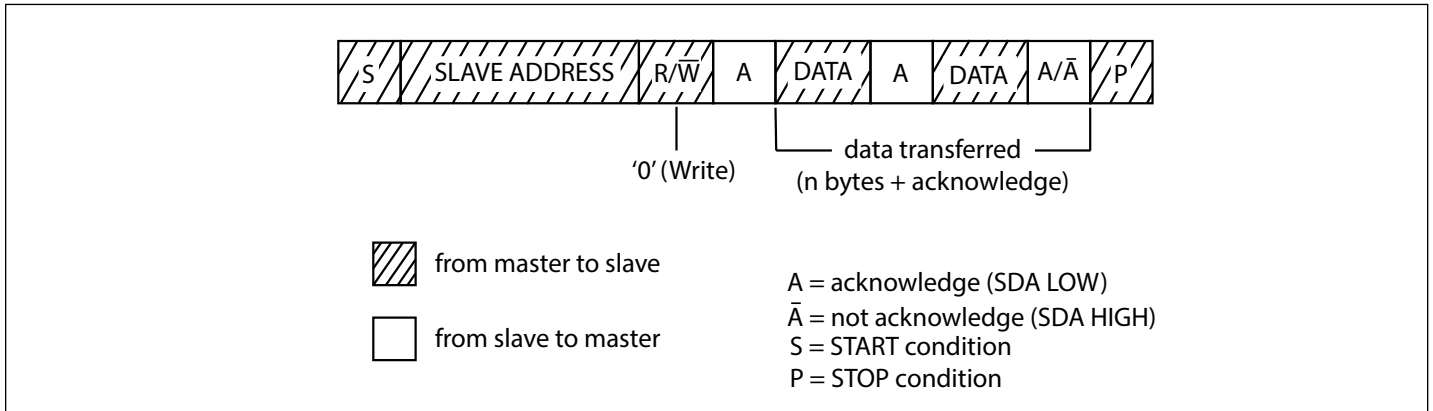 S SLAVE ADDRESS R/W̅ A DATA A DATA A/A̅ P
'0' (Write)
data transferred
(n bytes + acknowledge)
from master to slave
from slave to master
A = acknowledge (SDA LOW)
A̅ = not acknowledge (SDA HIGH)
S = START condition
P = STOP condition